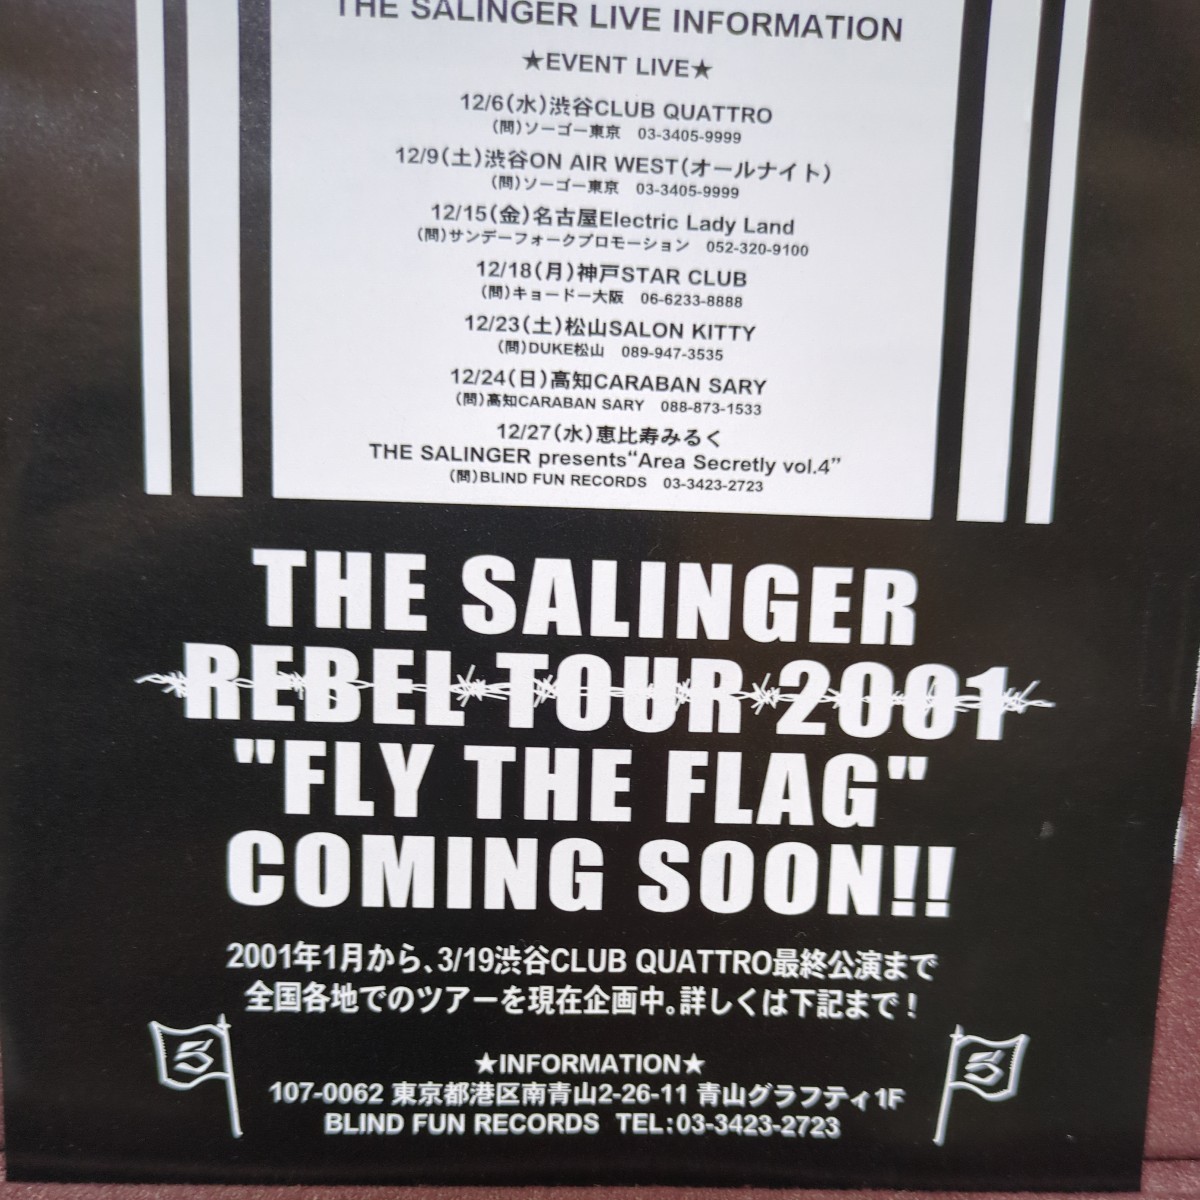 THE SALINGER LIVE INFORMATION
★EVENT LIVE★
12/6(水)渋谷CLUB QUATTRO
(問)ソーゴー東京 03-3405-9999
12/9(土)渋谷ON AIR WEST(オールナイト)
(問)ソーゴー東京 03-3405-9999
12/15(金)名古屋Electric Lady Land
(問)サンデーフォークプロモーション 052-320-9100
12/18(月)神戸STAR CLUB
(問)キョードー大阪 06-6233-8888
12/23(土)松山SALON KITTY
(問)DUKE松山 089-947-3535
12/24(日)高知CARABAN SARY
(問)高知CARABAN SARY 088-873-1533
12/27(水)恵比寿みるく
THE SALINGER presents“Area Secretly vol.4”
(問)BLIND FUN RECORDS 03-3423-2723
THE SALINGER
REBEL TOUR 2001
"FLY THE FLAG"
COMING SOON!!
2001年1月から、3/19渋谷CLUB QUATTRO最終公演まで
全国各地でのツアーを現在企画中。詳しくは下記まで!
★INFORMATION★
107-0062 東京都港区南青山2-26-11 青山グラフティ1F
BLIND FUN RECORDS TEL:03-3423-2723